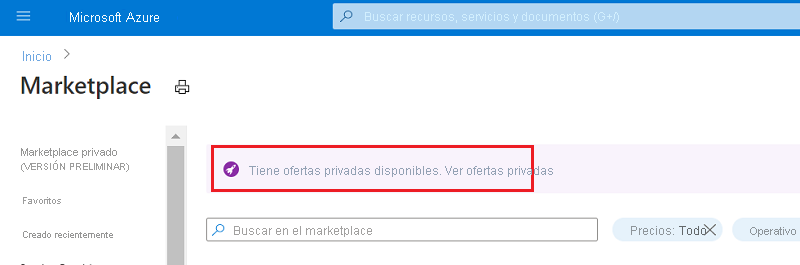 Microsoft Azure
Buscar recursos, servicios y documentos (G+/)
Inicio
Marketplace
Marketplace privado
(VERSIÓN PRELIMINAR)
Favoritos
Creado recientemente
Tiene ofertas privadas disponibles. Ver ofertas privadas
Buscar en el marketplace
Precios: Todo
Operativo